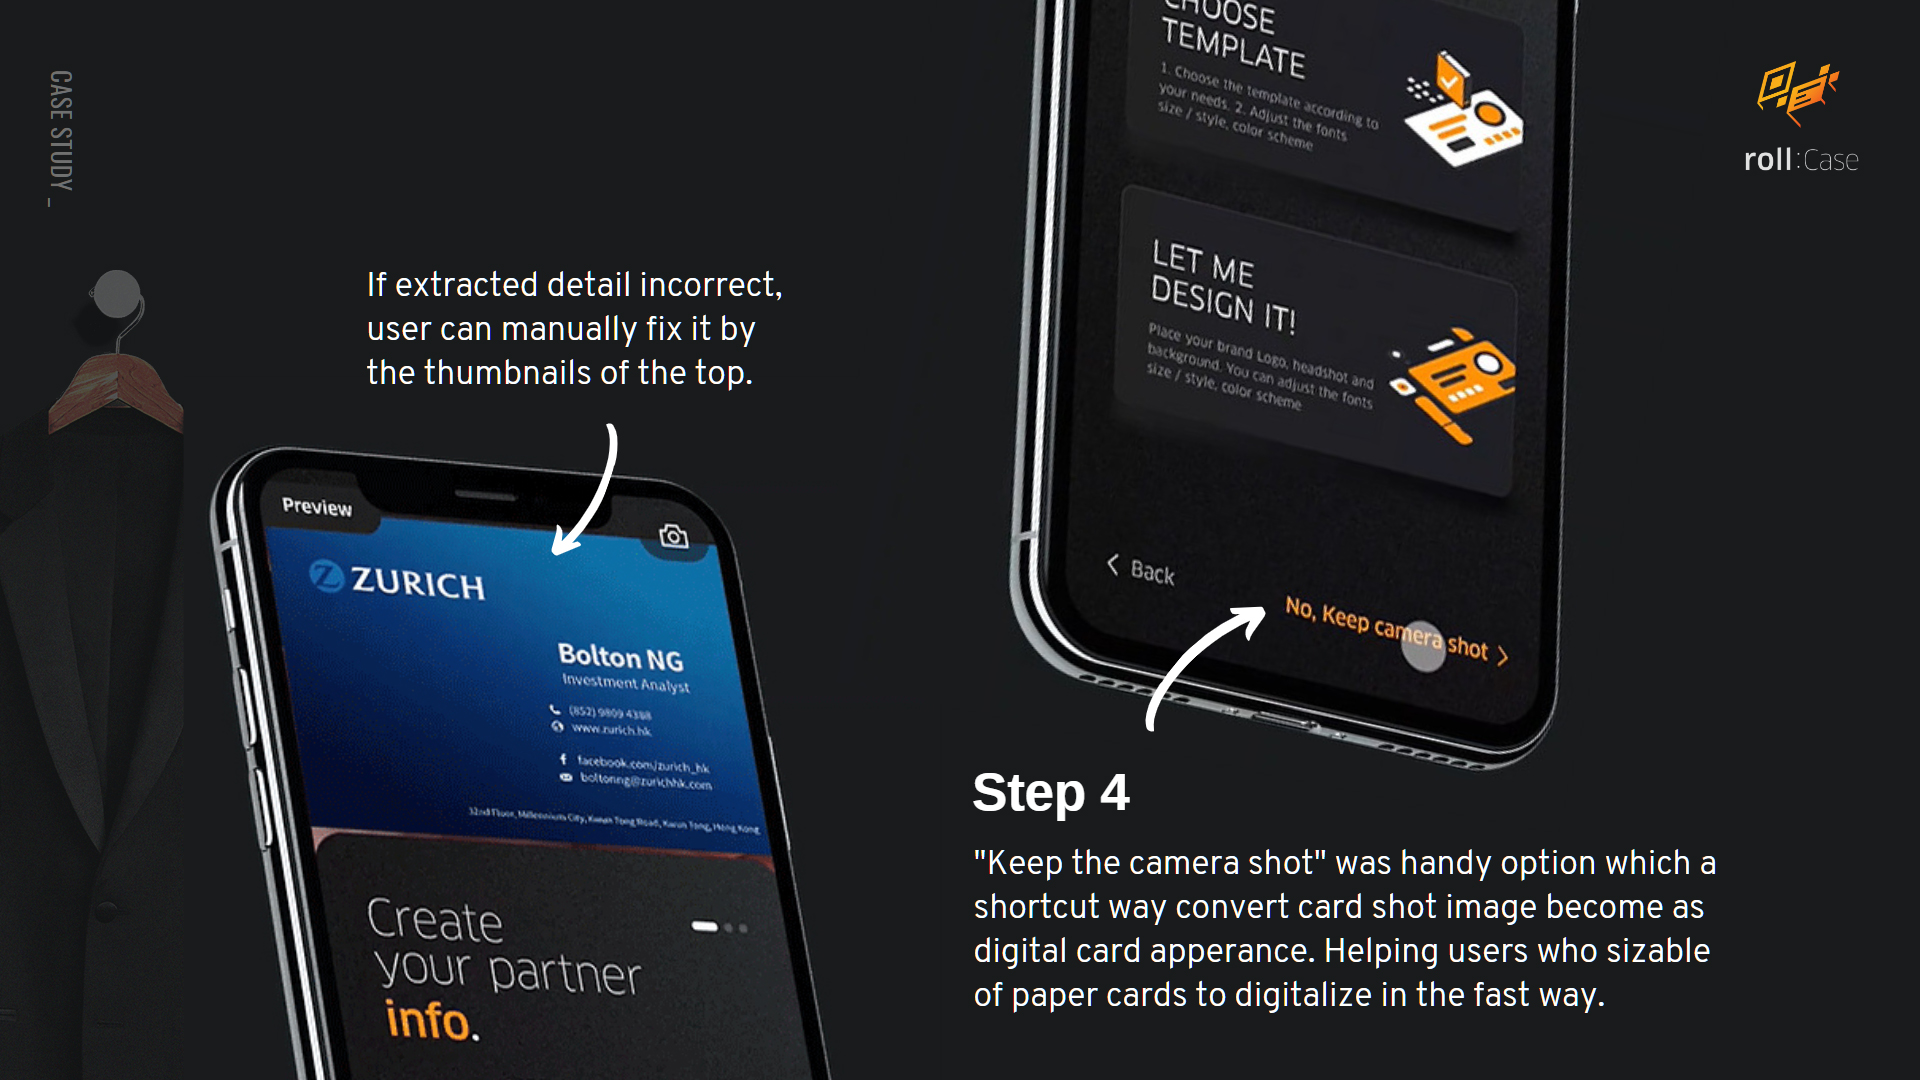 CASE STUDY _
roll:Case
If extracted detail incorrect,
user can manually fix it by
the thumbnails of the top.
Preview
ZURICH
Bolton NG
Investment Analyst
(852) 9809 4388
www.zurich.hk
facebook.com/zurich_hk
boltonng@zurichhk.com
32nd Floor, Millennium City, Kwun Tong Road, Kwun Tong, Hong Kong
Create
your partner
info.
CHOOSE
TEMPLATE
1. Choose the template according to
your needs. 2. Adjust the fonts
size / style, color scheme
LET ME
DESIGN IT!
Place your brand Logo, headshot and
background. You can adjust the fonts
size / style, color scheme
< Back
No, Keep camera shot >
Step 4
"Keep the camera shot" was handy option which a
shortcut way convert card shot image become as
digital card apperance. Helping users who sizable
of paper cards to digitalize in the fast way.